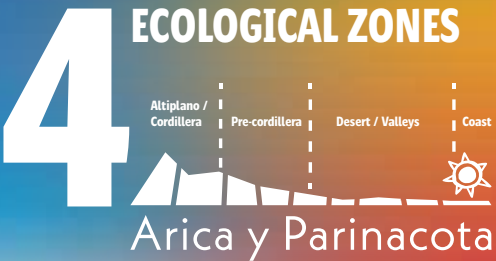 4
ECOLOGICAL ZONES
Altiplano /
Cordillera
Pre-cordillera
Desert / Valleys
Coast
Arica y Parinacota